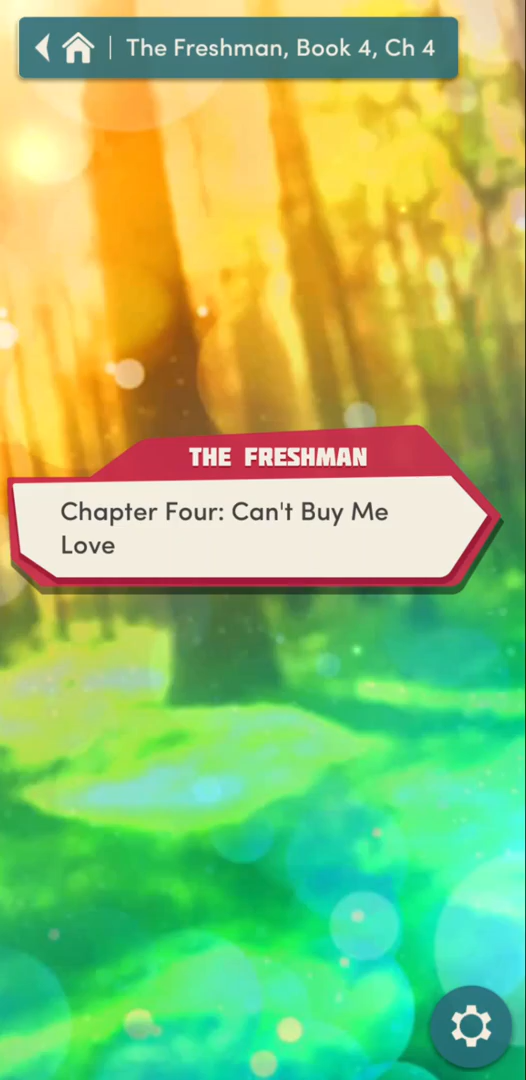 The Freshman, Book 4, Ch 4
THE FRESHMAN
Chapter Four: Can't Buy Me
Love